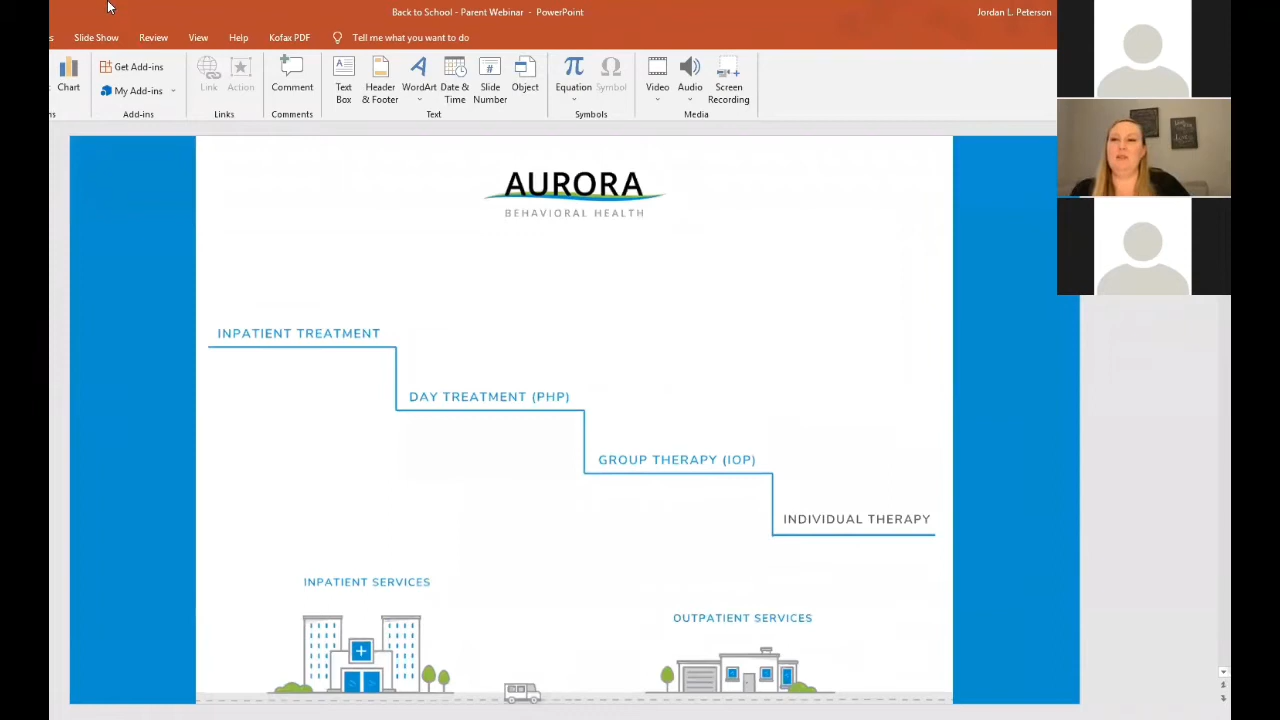 Back to School - Parent Webinar - PowerPoint
Jordan L. Peterson
s Slide Show Review View Help Kofax PDF Tell me what you want to do
Chart
Get Add-ins
My Add-ins
Add-ins
Link Action
Links
Comment
Comments
Text Box
Header & Footer
WordArt
Date & Time
Slide Number
Object
Text
π Equation
Ω Symbol
Symbols
Video
Audio
Screen Recording
Media
AURORA
BEHAVIORAL HEALTH
INPATIENT TREATMENT
DAY TREATMENT (PHP)
GROUP THERAPY (IOP)
INDIVIDUAL THERAPY
INPATIENT SERVICES
OUTPATIENT SERVICES